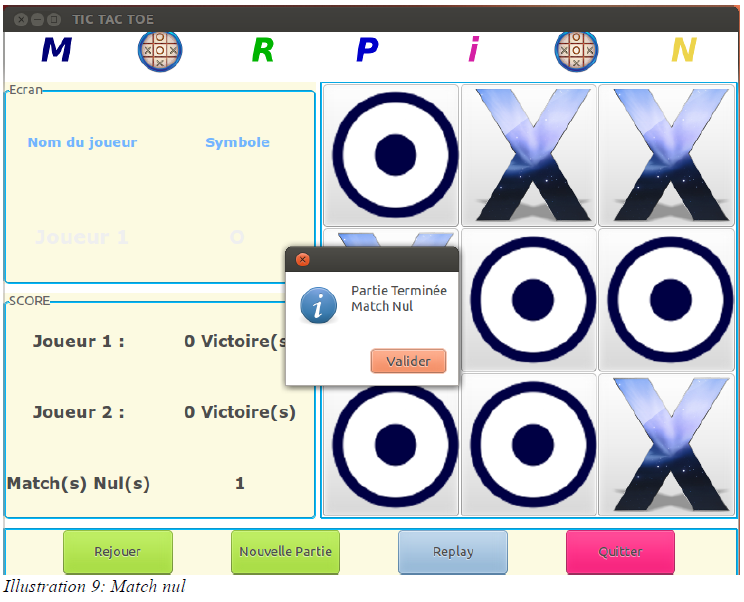 TIC TAC TOE
M R P i N
Ecran
Nom du joueur Symbole
Joueur 1 O
SCORE
Joueur 1 : 0 Victoire(s
Joueur 2 : 0 Victoire(s)
Match(s) Nul(s) 1
Partie Terminée
Match Nul
Valider
Rejouer Nouvelle Partie Replay Quitter
Illustration 9: Match nul